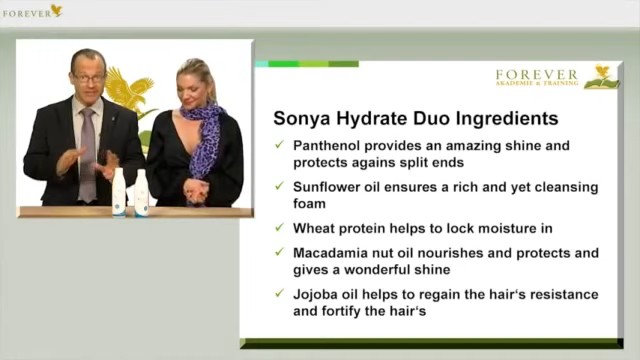 FOREVER
FOREVER
AKADEMIE & TRAINING
Sonya Hydrate Duo Ingredients
Panthenol provides an amazing shine and
protects agains split ends
Sunflower oil ensures a rich and yet cleansing
foam
Wheat protein helps to lock moisture in
Macadamia nut oil nourishes and protects and
gives a wonderful shine
Jojoba oil helps to regain the hair‘s resistance
and fortify the hair‘s